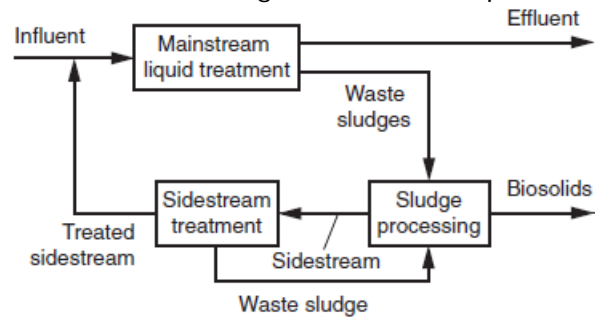 Influent
Mainstream
liquid treatment
Effluent
Waste
sludges
Sidestream
treatment
Sludge
processing
Biosolids
Treated
sidestream
Sidestream
Waste sludge